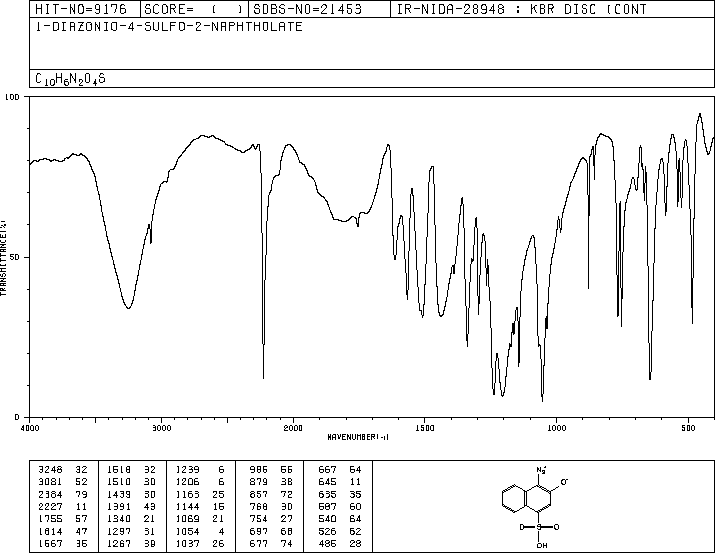 HIT-NO=9176 SCORE= ( ) SDBS-NO=21453 IR-NIDA-28948 : KBR DISC (CONT
1-DIAZONIO-4-SULFO-2-NAPHTHOLATE
C10H6N2O4S
100
50
0
TRANSMITTANCE(%)
4000 3000 2000 1500 1000 500
WAVENUMBER(-1)
3248 32 1518 32 1239 6 986 55 667 64
3081 52 1510 30 1206 6 879 38 645 11
2384 79 1439 30 1163 25 857 72 635 35
2227 11 1391 43 1144 15 768 30 587 60
1755 57 1340 21 1069 21 754 27 540 64
1614 47 1297 31 1054 4 697 68 526 62
1567 35 1267 38 1037 26 677 74 486 28
N2+
O-
O S O
OH